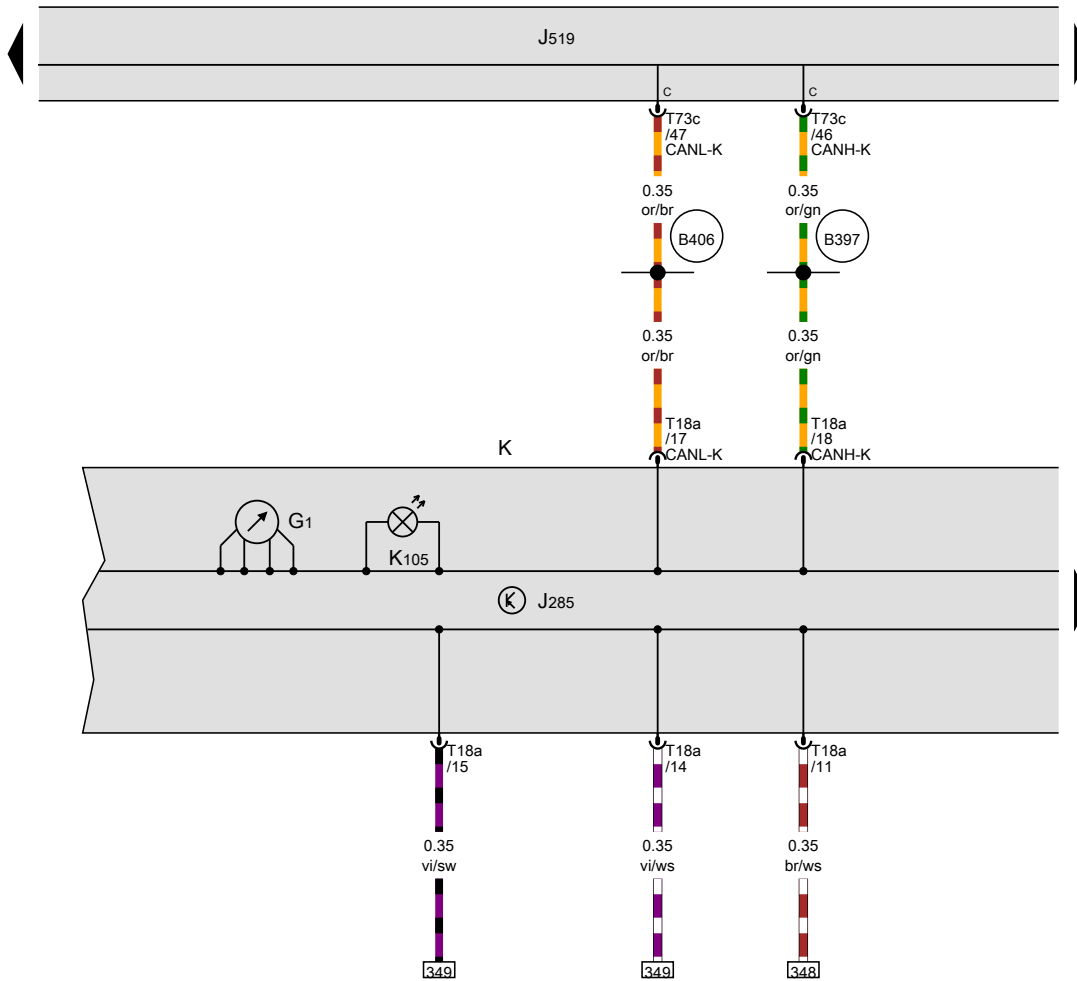 J519
C C
T73c
/47
CANL-K
T73c
/46
CANH-K
0.35
or/br
0.35
or/gn
B406
B397
0.35
or/br
0.35
or/gn
T18a
/17
CANL-K
T18a
/18
CANH-K
K
G1
K105
J285
T18a
/15
T18a
/14
T18a
/11
0.35
vi/sw
0.35
vi/ws
0.35
br/ws
349
349
348